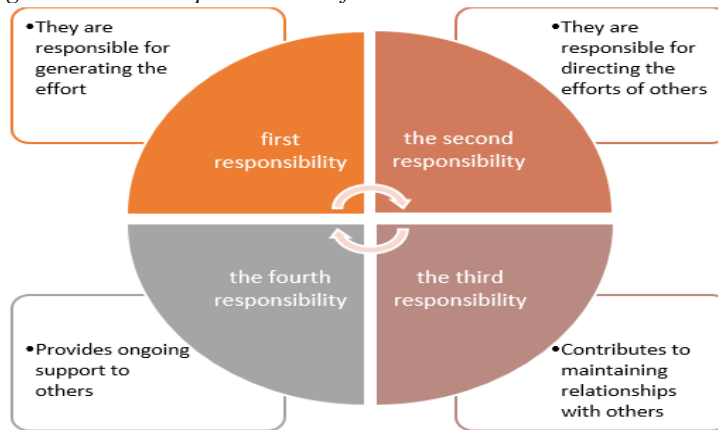 •They are
responsible for
generating the
effort
•They are
responsible for
directing the
efforts of others
first
responsibility
the second
responsibility
the fourth
responsibility
the third
responsibility
•Provides ongoing
support to
others
•Contributes to
maintaining
relationships
with others